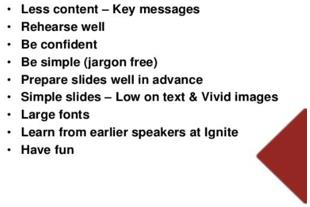 • Less content – Key messages
• Rehearse well
• Be confident
• Be simple (jargon free)
• Prepare slides well in advance
• Simple slides – Low on text & Vivid images
• Large fonts
• Learn from earlier speakers at Ignite
• Have fun